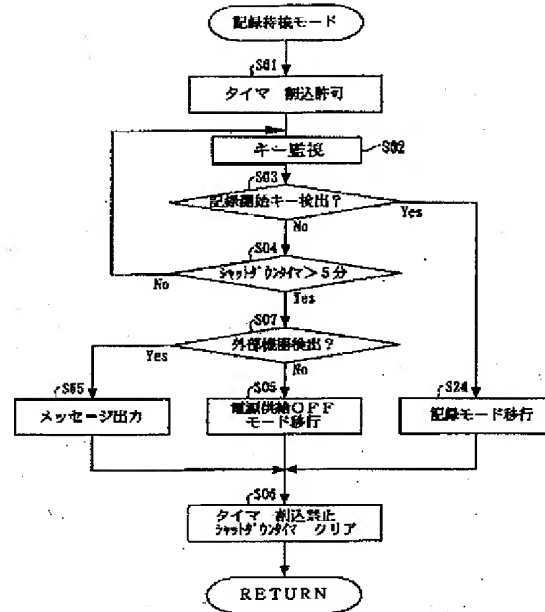 記録待機モード
S01
タイマ 割込許可
キー監視
S02
S03
記録開始キー検出?
Yes
No
S04
シャットダウンタイマ>5分
No
Yes
S07
外部機器検出?
Yes
No
S65
メッセージ出力
S05
電源供給OFF
モード移行
S24
記録モード移行
S06
タイマ 割込禁止
シャットダウンタイマ クリア
RETURN